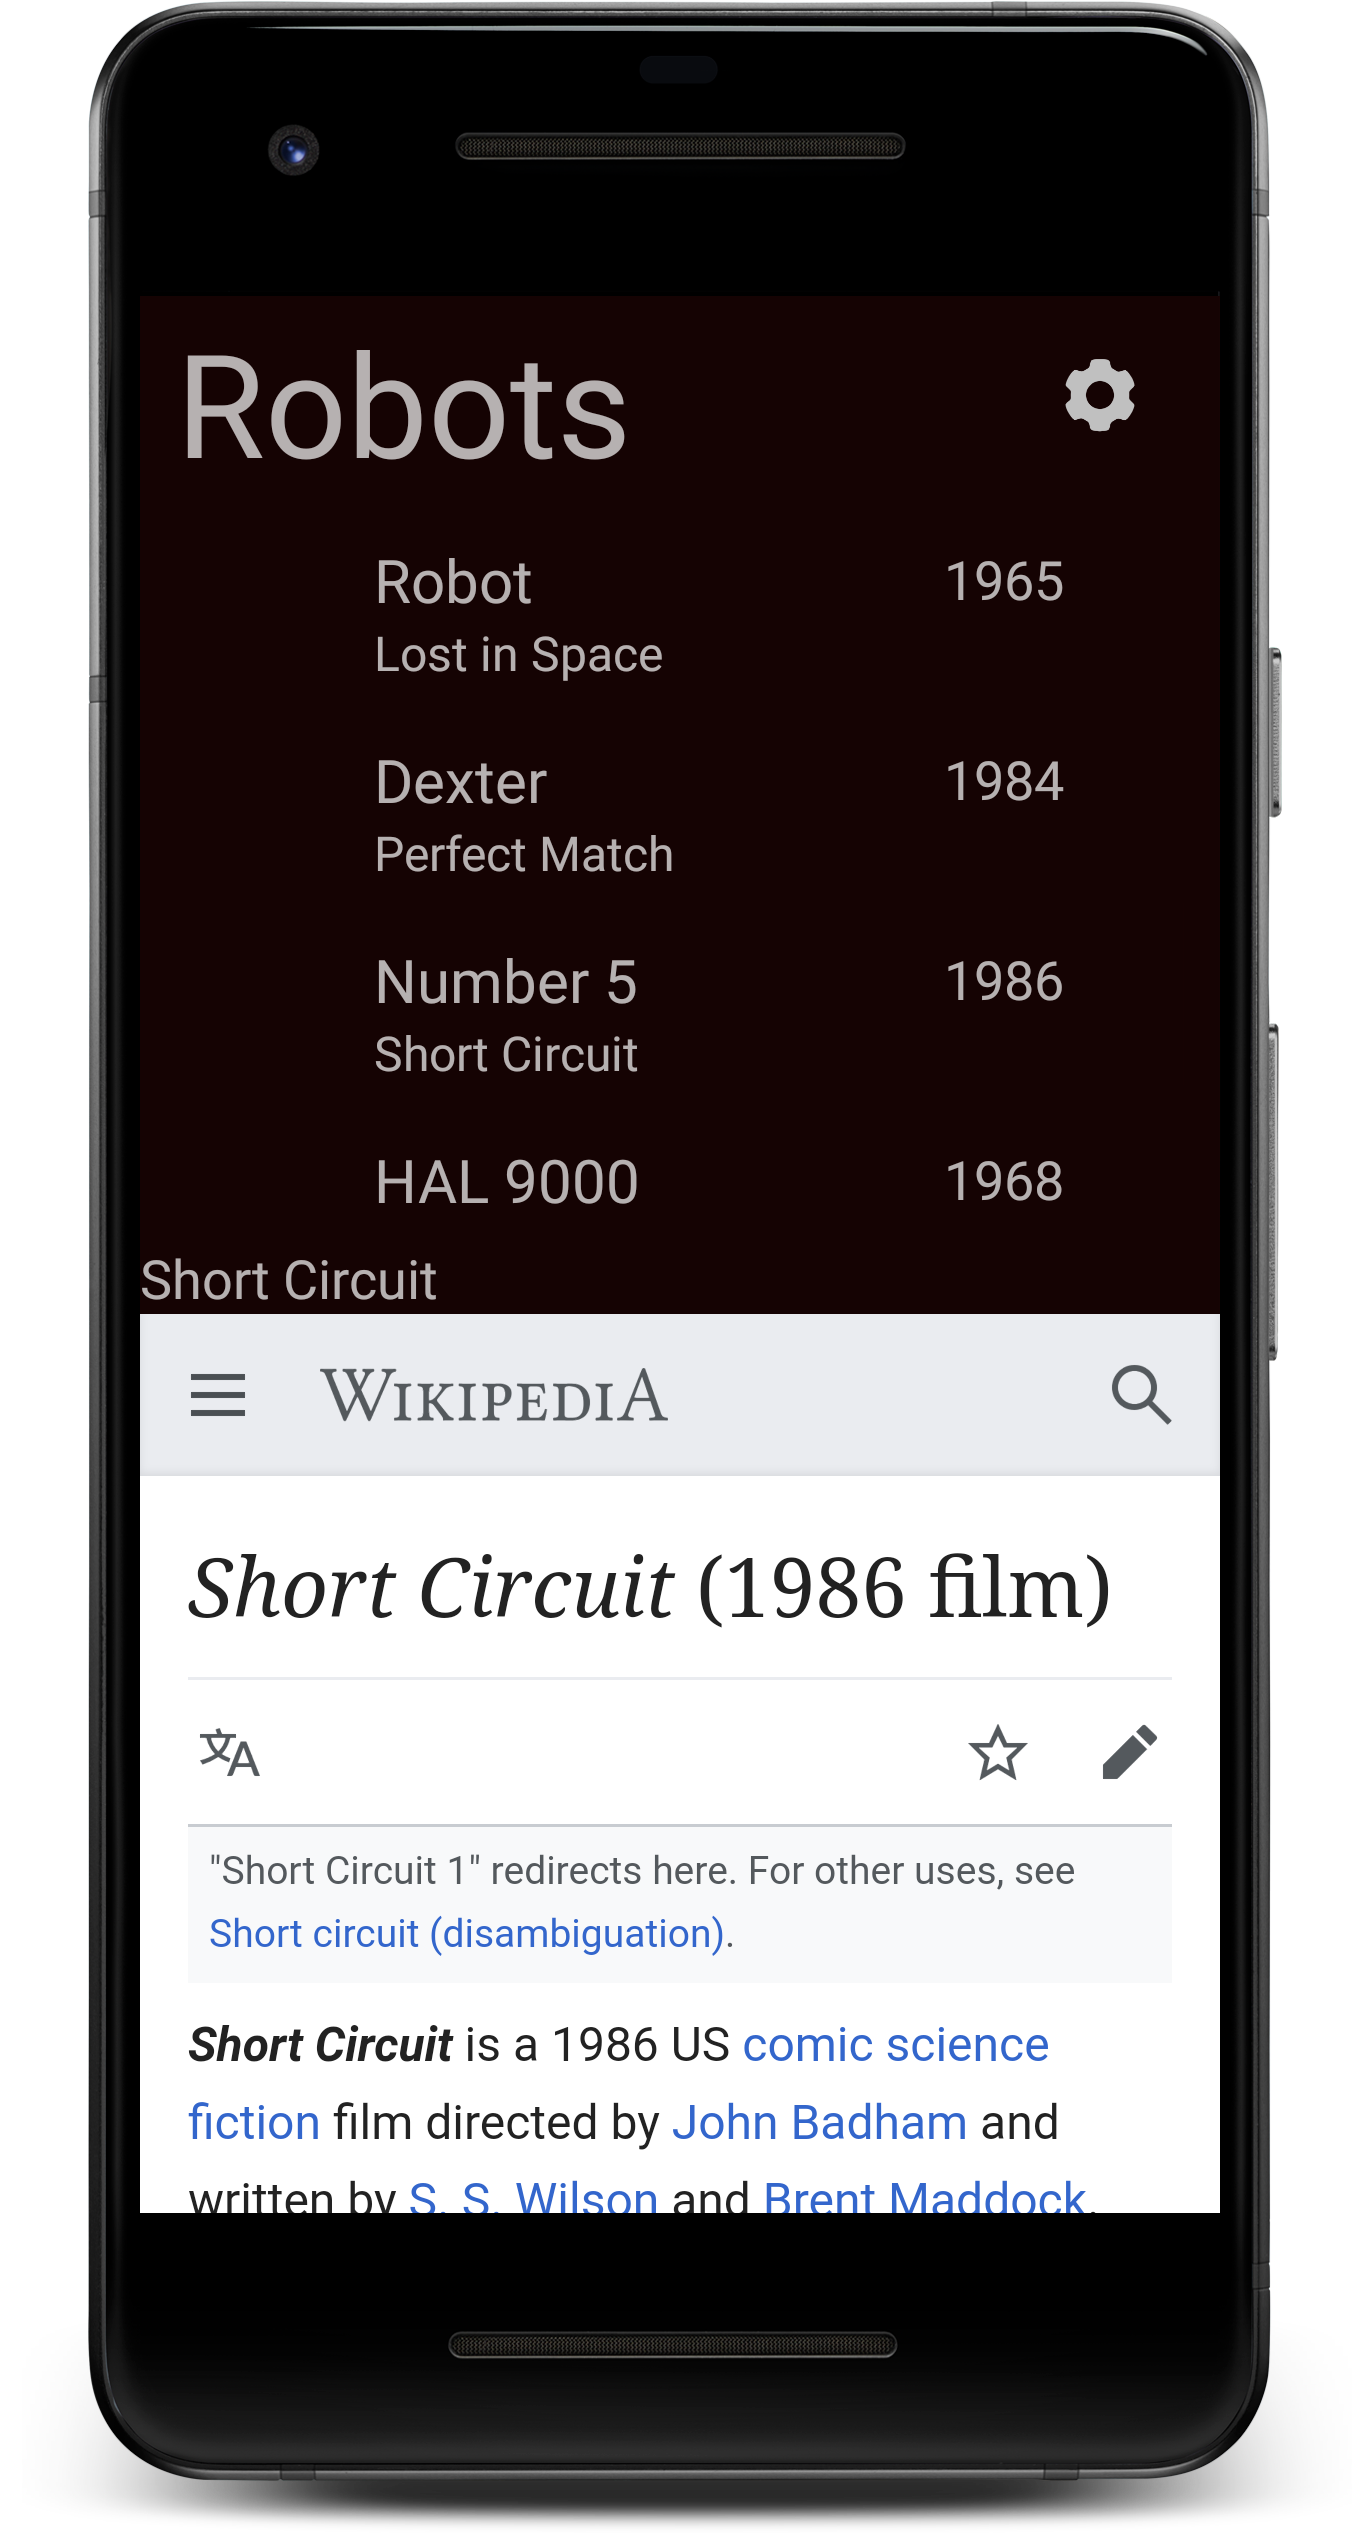 Robots
Robot 1965
Lost in Space
Dexter 1984
Perfect Match
Number 5 1986
Short Circuit
HAL 9000 1968
Short Circuit
WIKIPEDIA
Short Circuit (1986 film)
文A
"Short Circuit 1" redirects here. For other uses, see
Short circuit (disambiguation).
Short Circuit is a 1986 US comic science
fiction film directed by John Badham and
written by S. S. Wilson and Brent Maddock.